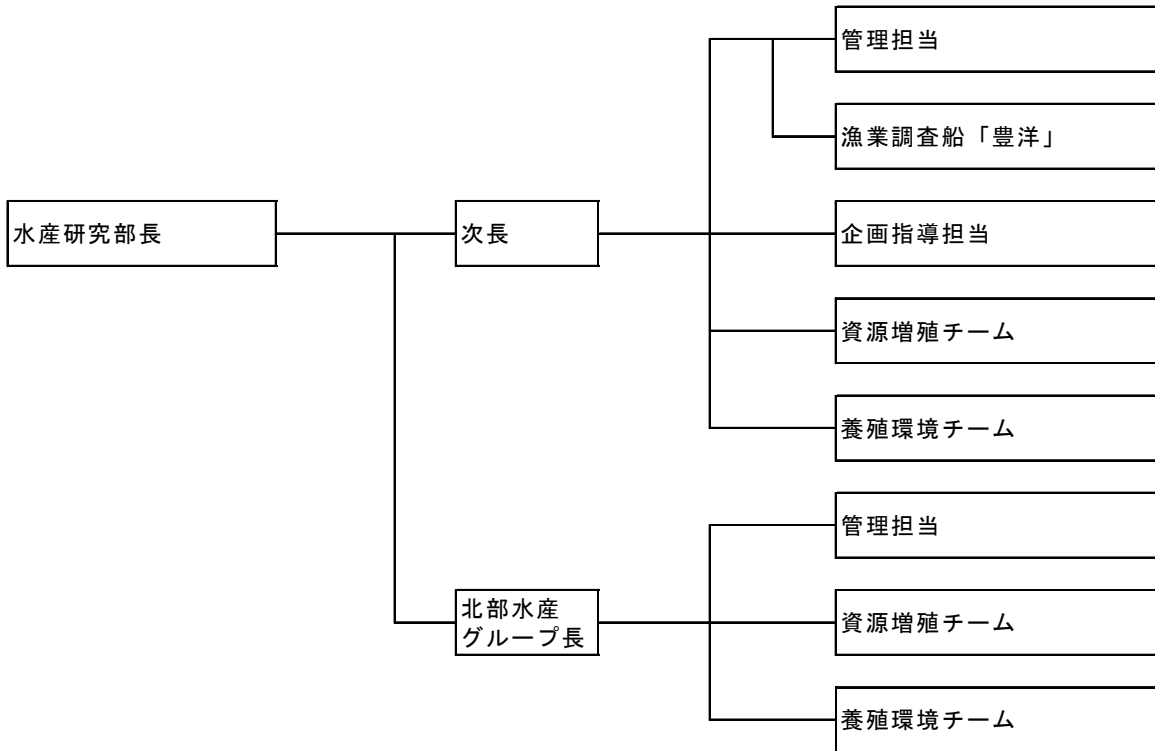 管理担当
漁業調査船「豊洋」
水産研究部長
次長
企画指導担当
資源増殖チーム
養殖環境チーム
管理担当
北部水産
グループ長
資源増殖チーム
養殖環境チーム